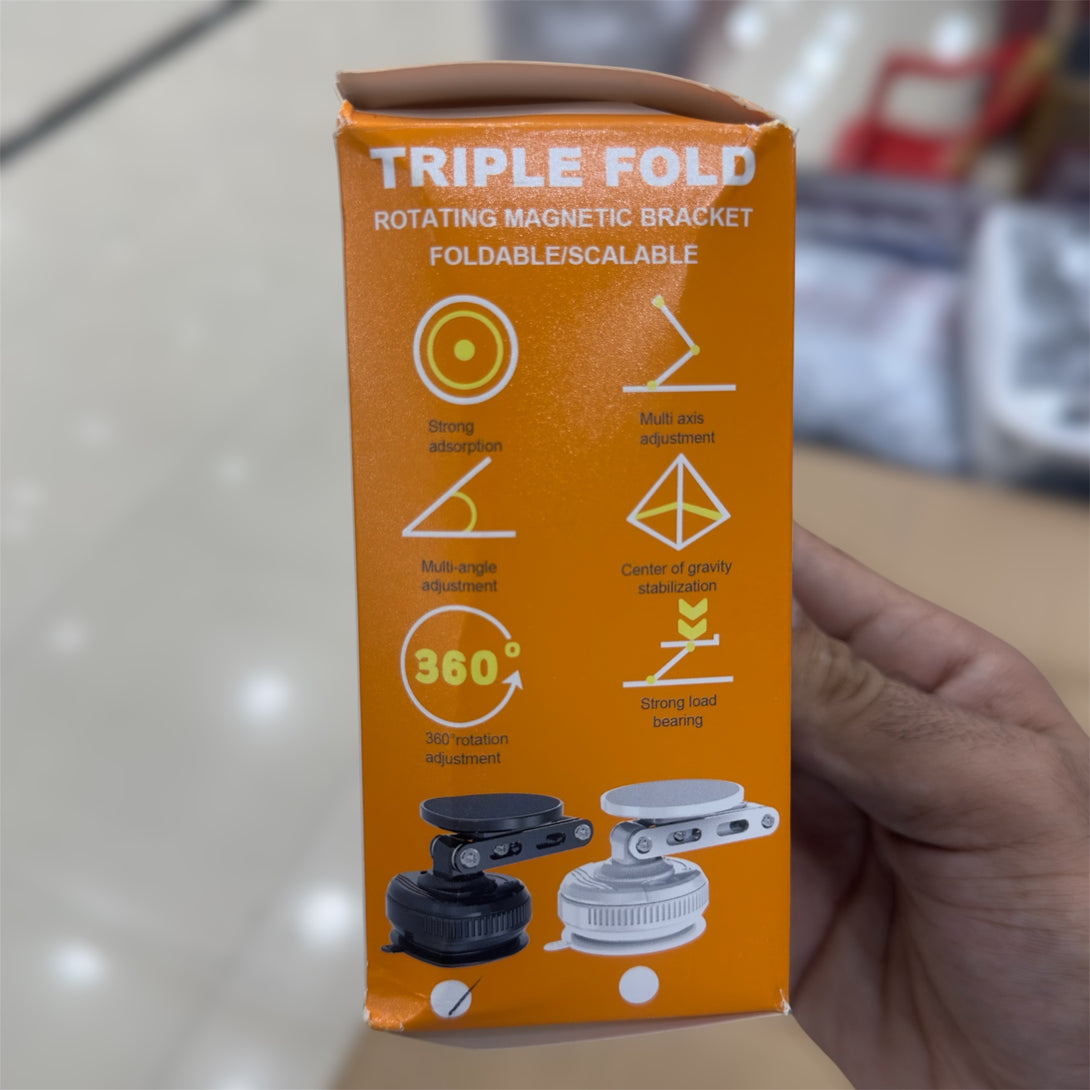 TRIPLE FOLD
ROTATING MAGNETIC BRACKET
FOLDABLE/SCALABLE
Strong
adsorption
Multi axis
adjustment
Multi-angle
adjustment
Center of gravity
stabilization
360°
360°rotation
adjustment
Strong load
bearing